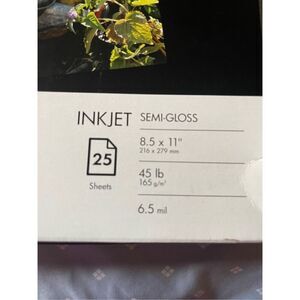 INKJET SEMI-GLOSS
25
Sheets
8.5 x 11"
216 x 279 mm
45 lb
165 g/m²
6.5 mil